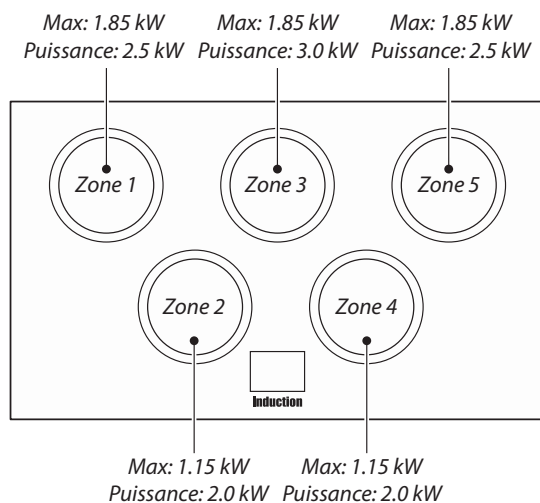 Max: 1.85 kW Max: 1.85 kW Max: 1.85 kW
Puissance: 2.5 kW Puissance: 3.0 kW Puissance: 2.5 kW
Zone 1 Zone 3 Zone 5
Zone 2 Zone 4
Induction
Max: 1.15 kW Max: 1.15 kW
Puissance: 2.0 kW Puissance: 2.0 kW